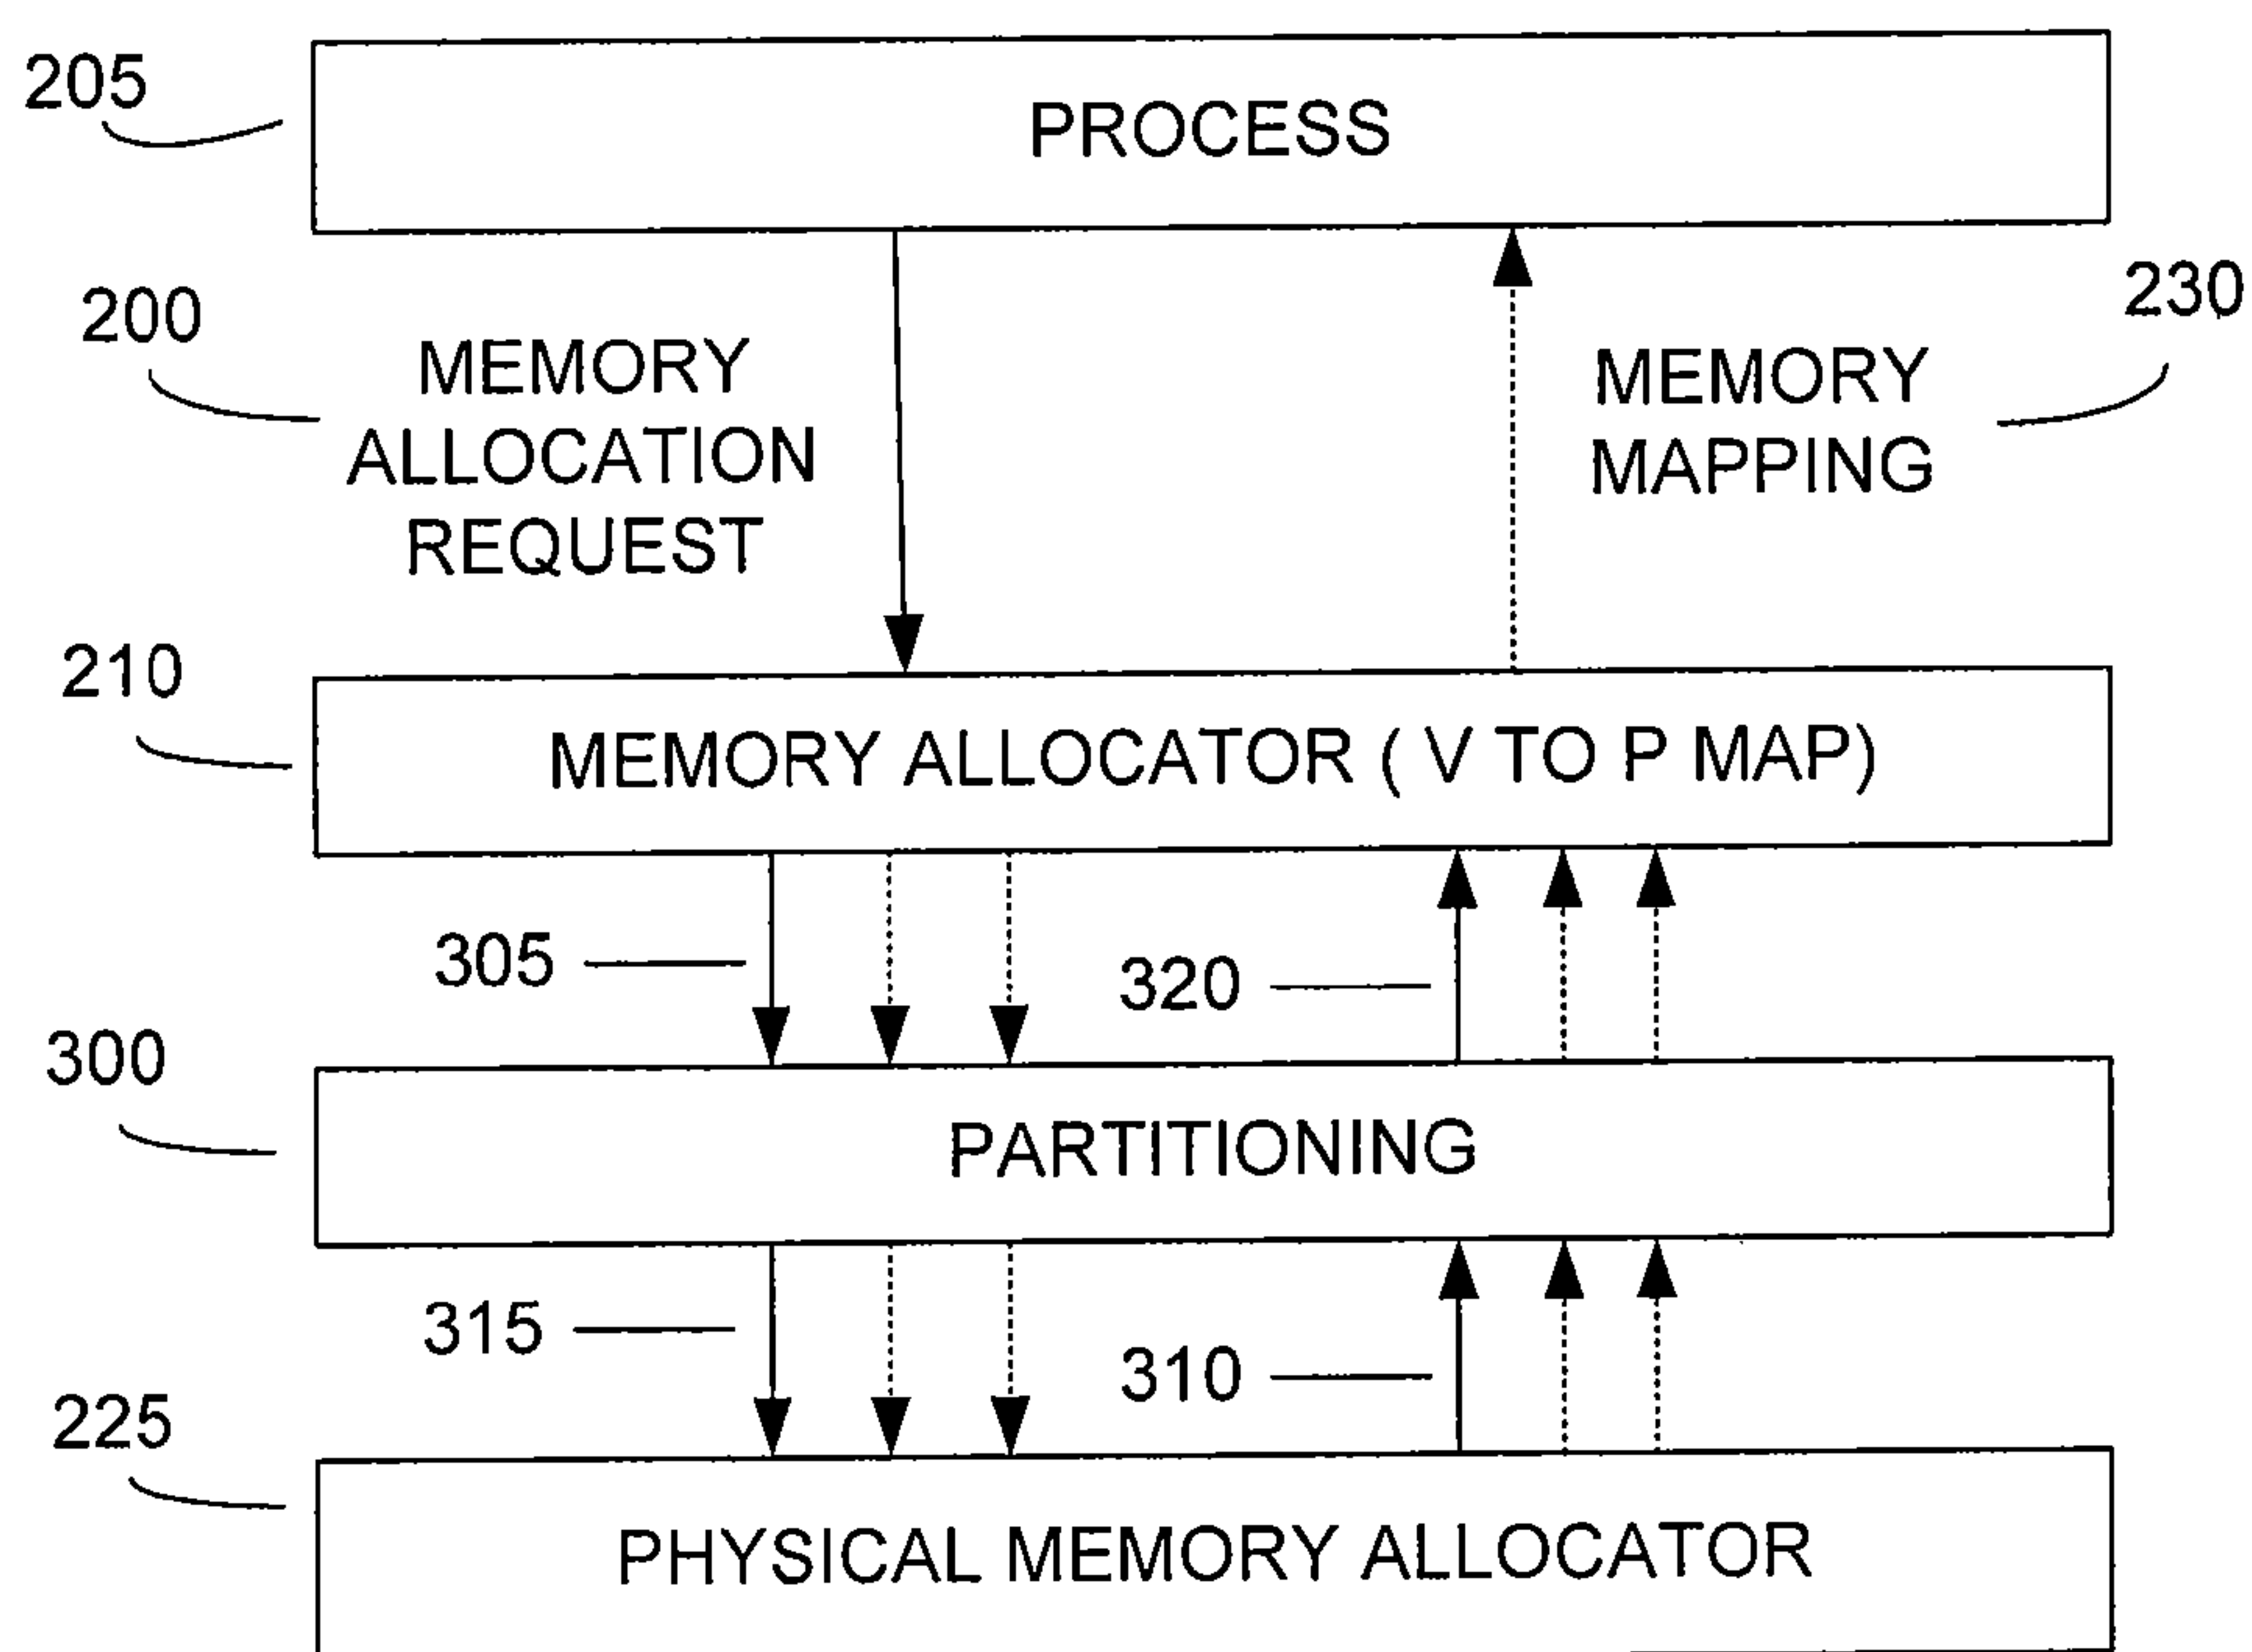 205
PROCESS
200
MEMORY
ALLOCATION
REQUEST
230
MEMORY
MAPPING
210
MEMORY ALLOCATOR ( V TO P MAP)
305
320
300
PARTITIONING
315
310
225
PHYSICAL MEMORY ALLOCATOR